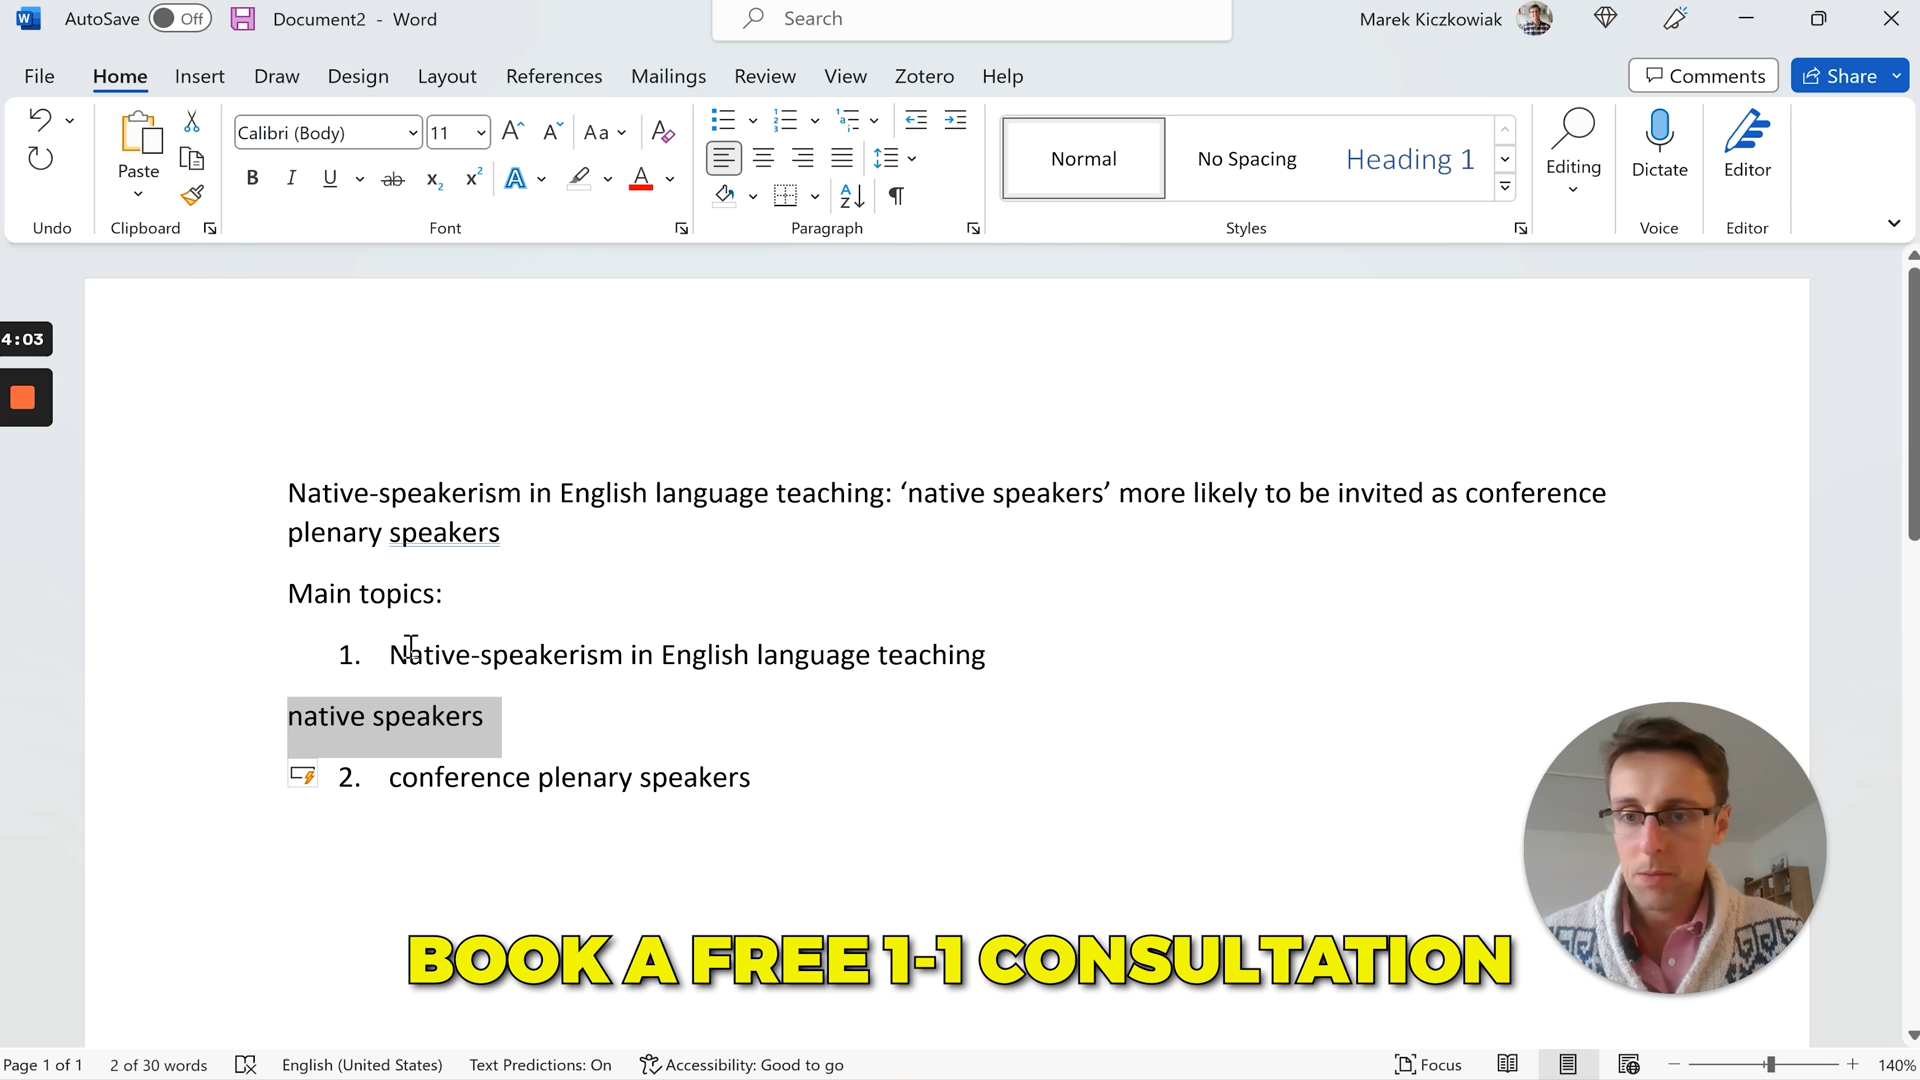 AutoSave Off Document2 - Word Search Marek Kiczkowiak
File Home Insert Draw Design Layout References Mailings Review View Zotero Help Comments Share
Calibri (Body) 11 Aa
Paste
B I U ab x₂ x² A A
Normal No Spacing Heading 1
Editing Dictate Editor
Undo Clipboard Font Paragraph Styles Voice Editor
4:03
Native-speakerism in English language teaching: ‘native speakers’ more likely to be invited as conference
plenary speakers
Main topics:
1. Native-speakerism in English language teaching
native speakers
2. conference plenary speakers
BOOK A FREE 1-1 CONSULTATION
Page 1 of 1 2 of 30 words English (United States) Text Predictions: On Accessibility: Good to go Focus 140%